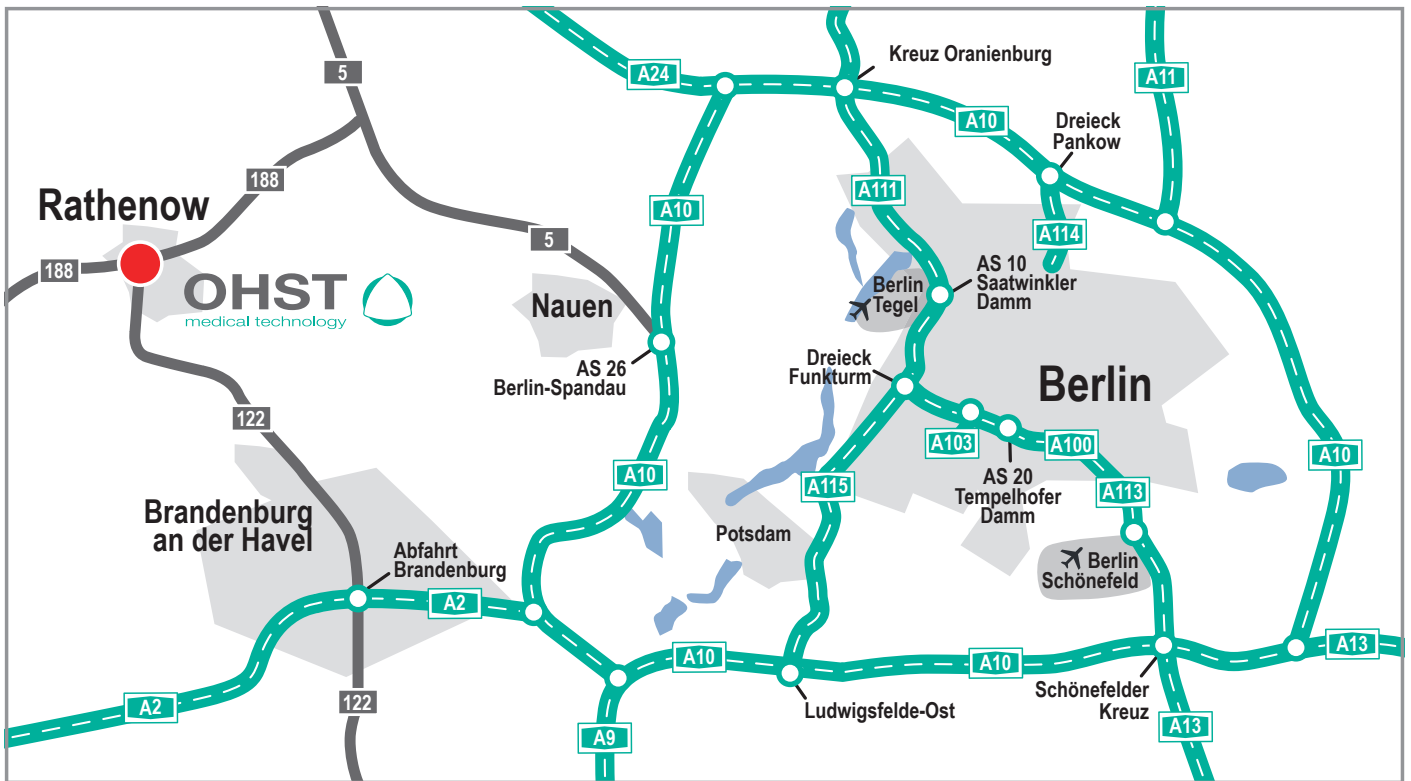 Kreuz Oranienburg
5
A24
A11
A10
Dreieck
Pankow
188
A111
Rathenow
A10
A114
5
188
OHST
medical technology
Nauen
Berlin
Tegel
AS 10
Saatwinkler
Damm
AS 26
Berlin-Spandau
Dreieck
Funkturm
Berlin
122
A103
A100
A10
A10
A115
AS 20
Tempelhofer
Damm
A113
Brandenburg
an der Havel
Potsdam
Abfahrt
Brandenburg
Berlin
Schönefeld
A2
A10
A10
A13
Schönefelder
Kreuz
122
A2
Ludwigsfelde-Ost
A9
A13